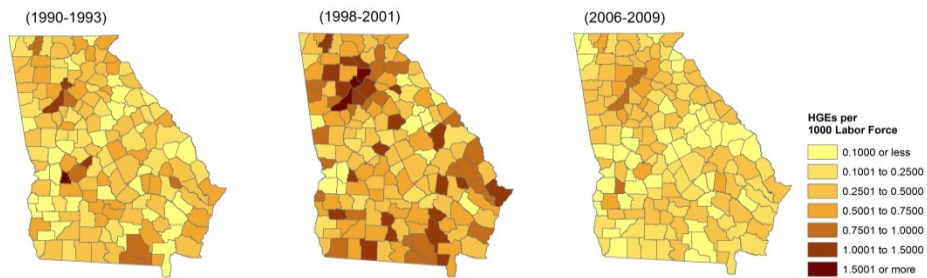 (1990-1993)
(1998-2001)
(2006-2009)
HGEs per
1000 Labor Force
0.1000 or less
0.1001 to 0.2500
0.2501 to 0.5000
0.5001 to 0.7500
0.7501 to 1.0000
1.0001 to 1.5000
1.5001 or more